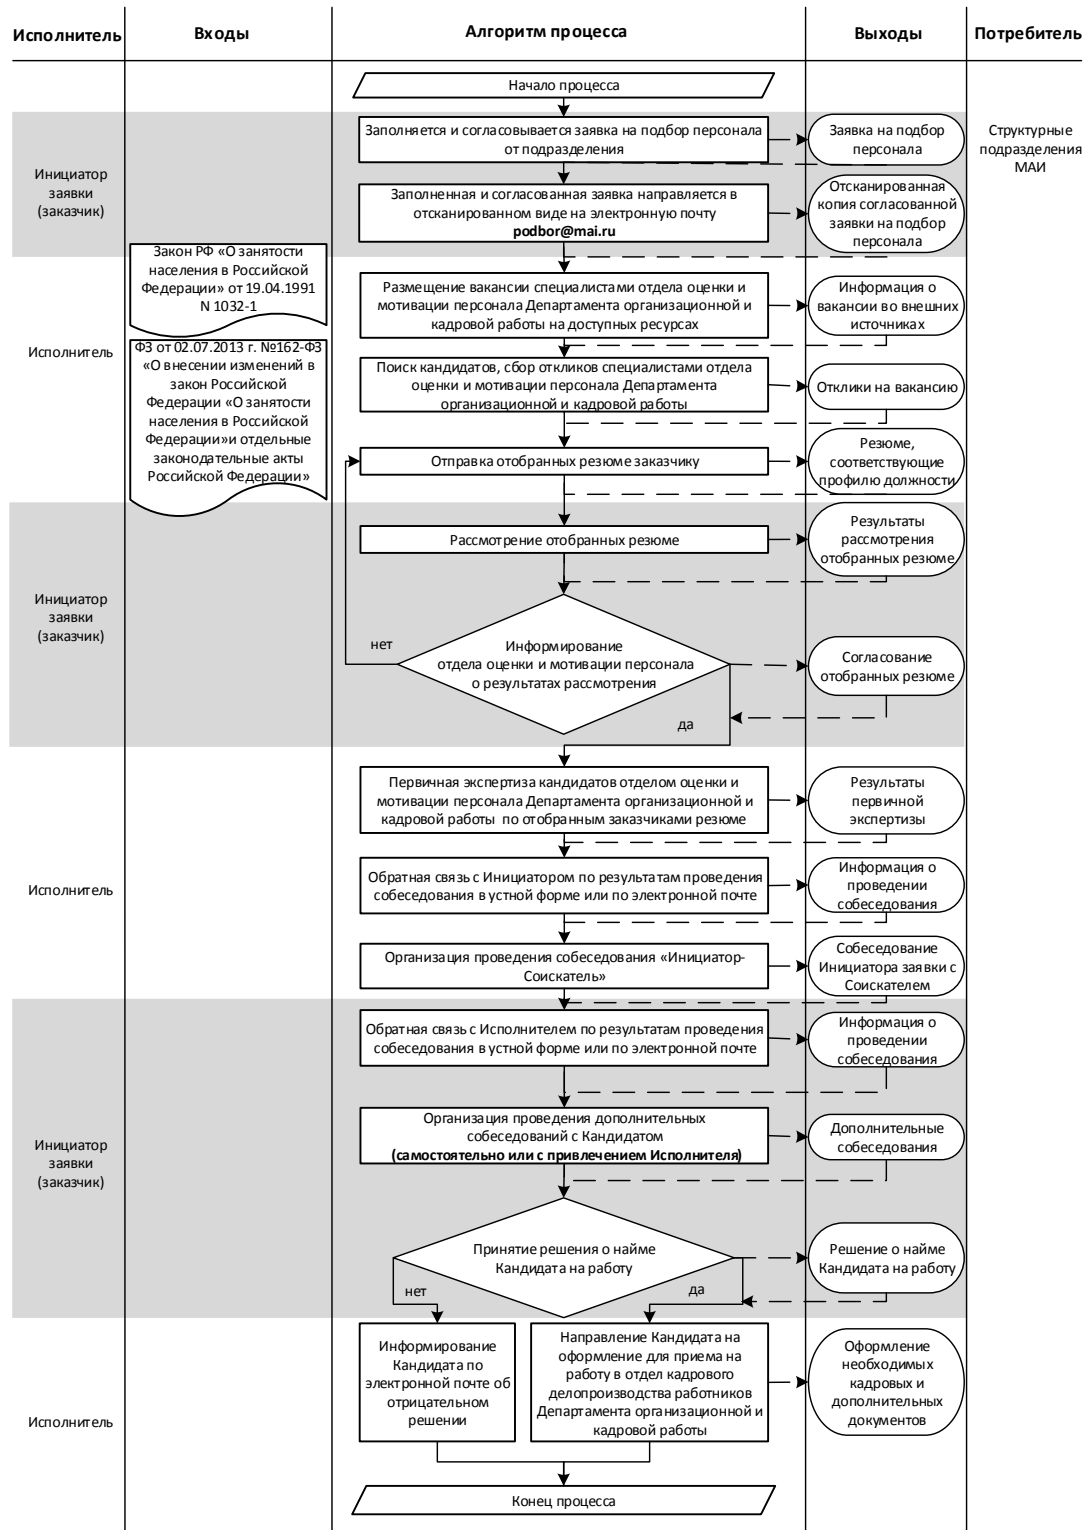 Исполнитель
Входы
Алгоритм процесса
Выходы
Потребитель
Начало процесса
Инициатор
заявки
(заказчик)
Заполняется и согласовывается заявка на подбор персонала
от подразделения
Заявка на подбор
персонала
Структурные
подразделения
МАИ
Заполненная и согласованная заявка направляется в
отсканированном виде на электронную почту
podbor@mai.ru
Отсканированная
копия согласованной
заявки на подбор
персонала
Исполнитель
Закон РФ «О занятости
населения в Российской
Федерации» от 19.04.1991
N 1032-1
ФЗ от 02.07.2013 г. №162-ФЗ
«О внесении изменений в
закон Российской
Федерации «О занятости
населения в Российской
Федерации»и отдельные
законодательные акты
Российской Федерации»
Размещение вакансии специалистами отдела оценки и
мотивации персонала Департамента организационной и
кадровой работы на доступных ресурсах
Информация о
вакансии во внешних
источниках
Поиск кандидатов, сбор откликов специалистами отдела
оценки и мотивации персонала Департамента
организационной и кадровой работы
Отклики на вакансию
Отправка отобранных резюме заказчику
Резюме,
соответствующие
профилю должности
Инициатор
заявки
(заказчик)
Рассмотрение отобранных резюме
Результаты
рассмотрения
отобранных резюме
нет
Информирование
отдела оценки и мотивации персонала
о результатах рассмотрения
да
Согласование
отобранных резюме
Исполнитель
Первичная экспертиза кандидатов отделом оценки и
мотивации персонала Департамента организационной и
кадровой работы по отобранным заказчиками резюме
Результаты
первичной
экспертизы
Обратная связь с Инициатором по результатам проведения
собеседования в устной форме или по электронной почте
Информация о
проведении
собеседования
Организация проведения собеседования «Инициатор-
Соискатель»
Собеседование
Инициатора заявки с
Соискателем
Инициатор
заявки
(заказчик)
Обратная связь с Исполнителем по результатам проведения
собеседования в устной форме или по электронной почте
Информация о
проведении
собеседования
Организация проведения дополнительных
собеседований с Кандидатом
(самостоятельно или с привлечением Исполнителя)
Дополнительные
собеседования
Принятие решения о найме
Кандидата на работу
нет
да
Решение о найме
Кандидата на работу
Исполнитель
Информирование
Кандидата по
электронной почте об
отрицательном
решении
Направление Кандидата на
оформление для приема на
работу в отдел кадрового
делопроизводства работников
Департамента организационной и
кадровой работы
Оформление
необходимых
кадровых и
дополнительных
документов
Конец процесса